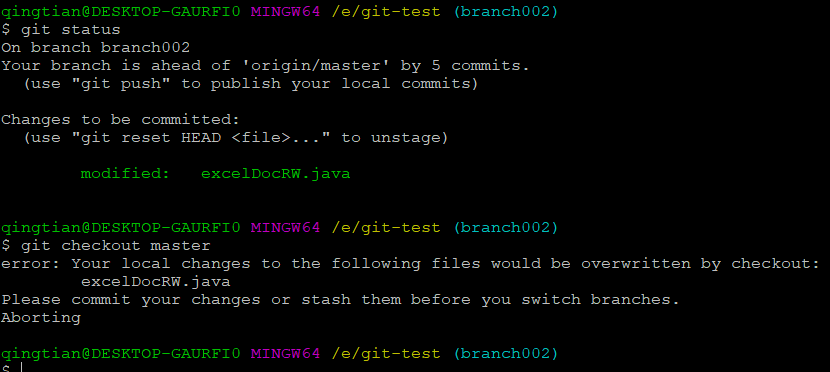 qingtian@DESKTOP-GAURFI0 MINGW64 /e/git-test (branch002)
$ git status
On branch branch002
Your branch is ahead of 'origin/master' by 5 commits.
  (use "git push" to publish your local commits)
Changes to be committed:
  (use "git reset HEAD <file>..." to unstage)
        modified:   excelDocRW.java
qingtian@DESKTOP-GAURFI0 MINGW64 /e/git-test (branch002)
$ git checkout master
error: Your local changes to the following files would be overwritten by checkout:
        excelDocRW.java
Please commit your changes or stash them before you switch branches.
Aborting
qingtian@DESKTOP-GAURFI0 MINGW64 /e/git-test (branch002)
$